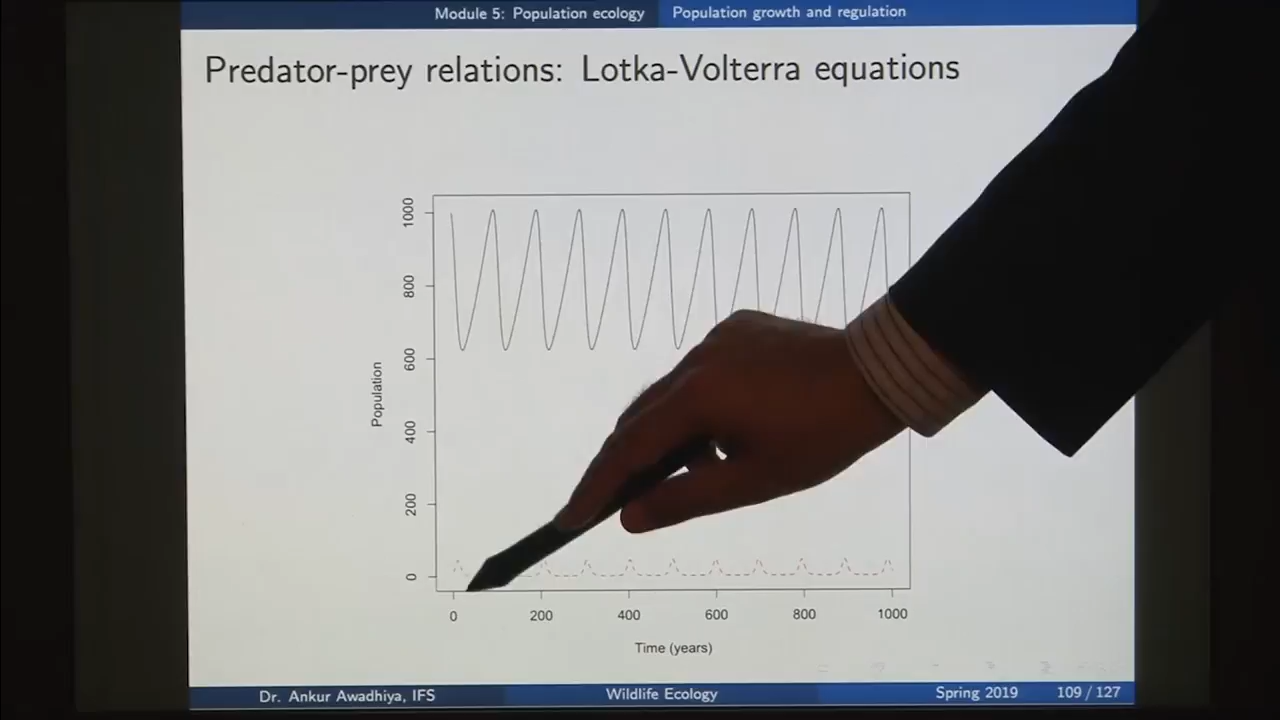 Module 5: Population ecology Population growth and regulation
Predator-prey relations: Lotka-Volterra equations
1000
800
600
400
200
0
Population
0 200 400 600 800 1000
Time (years)
Dr. Ankur Awadhiya, IFS Wildlife Ecology Spring 2019 109 / 127